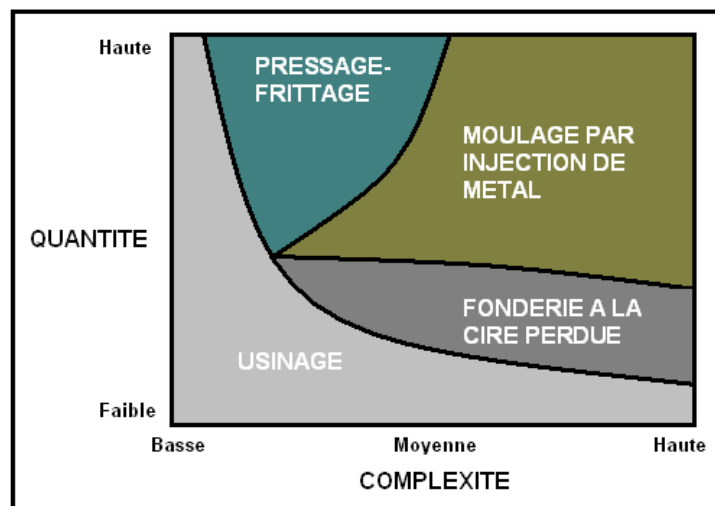 Haute
PRESSAGE-
FRITTAGE
MOULAGE PAR
INJECTION DE
METAL
QUANTITE
FONDERIE A LA
CIRE PERDUE
USINAGE
Faible
Basse
Moyenne
Haute
COMPLEXITE